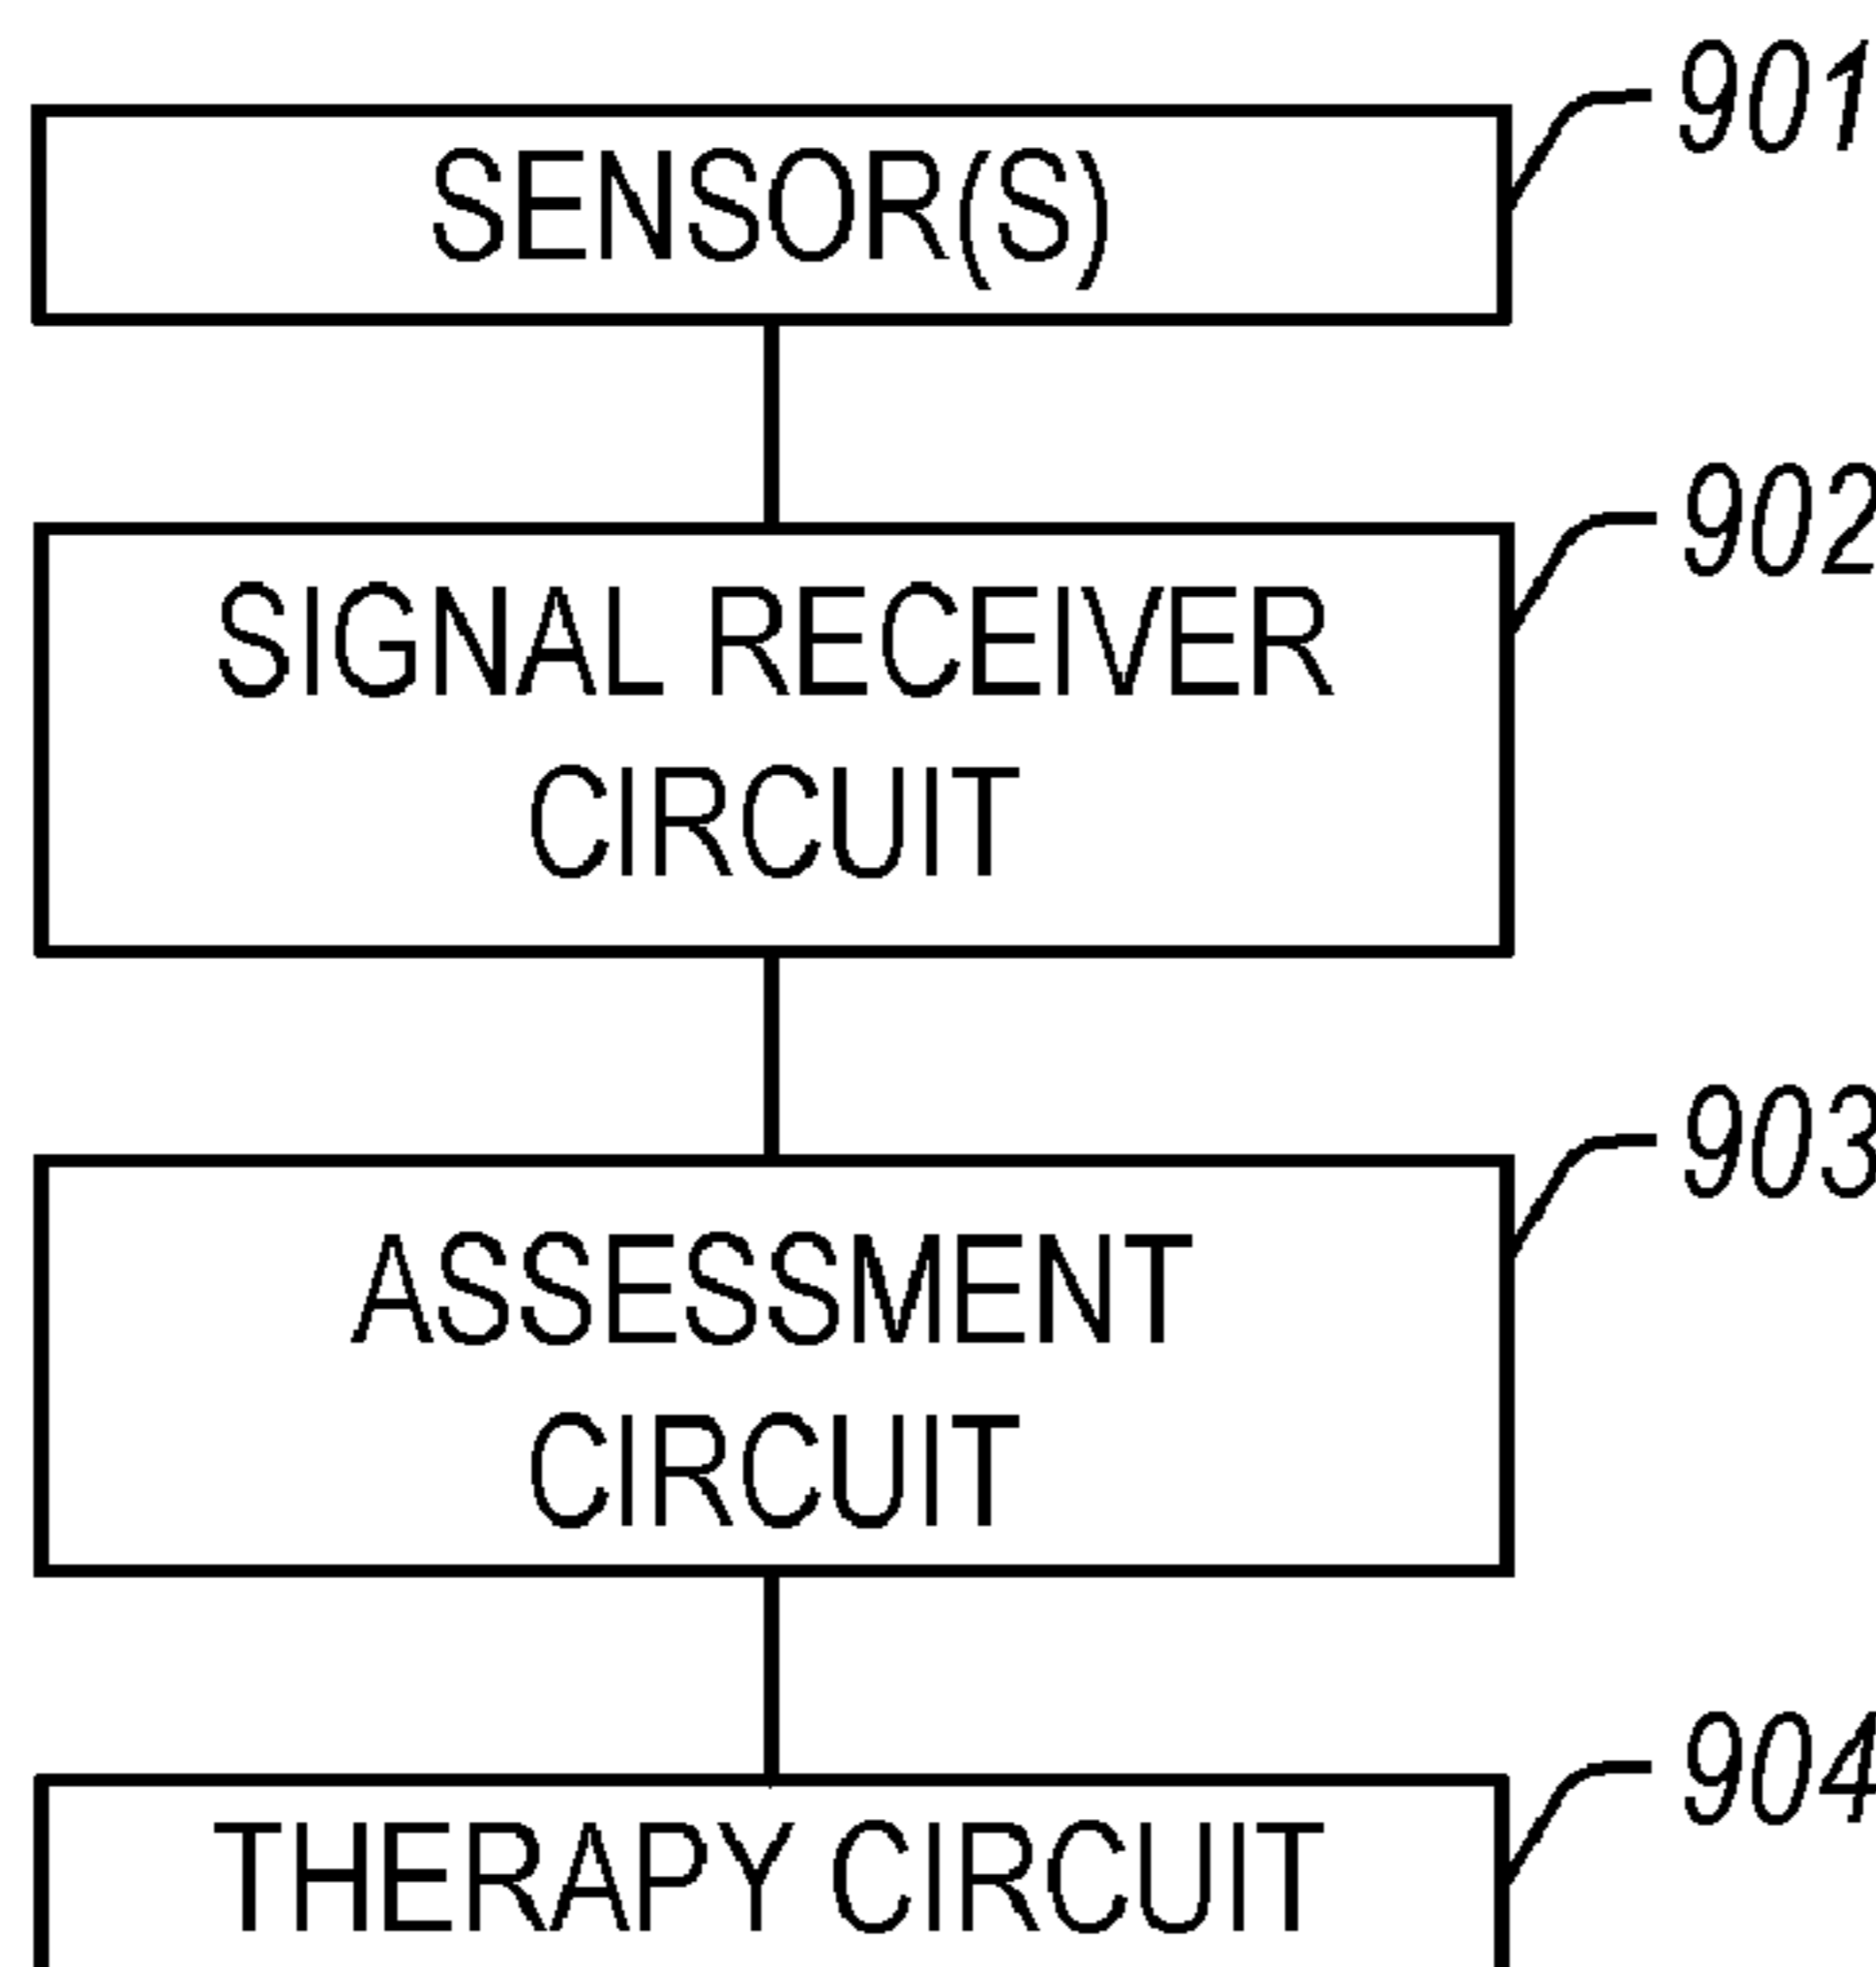 901
SENSOR(S)
902
SIGNAL RECEIVER
CIRCUIT
903
ASSESSMENT
CIRCUIT
904
THERAPY CIRCUIT